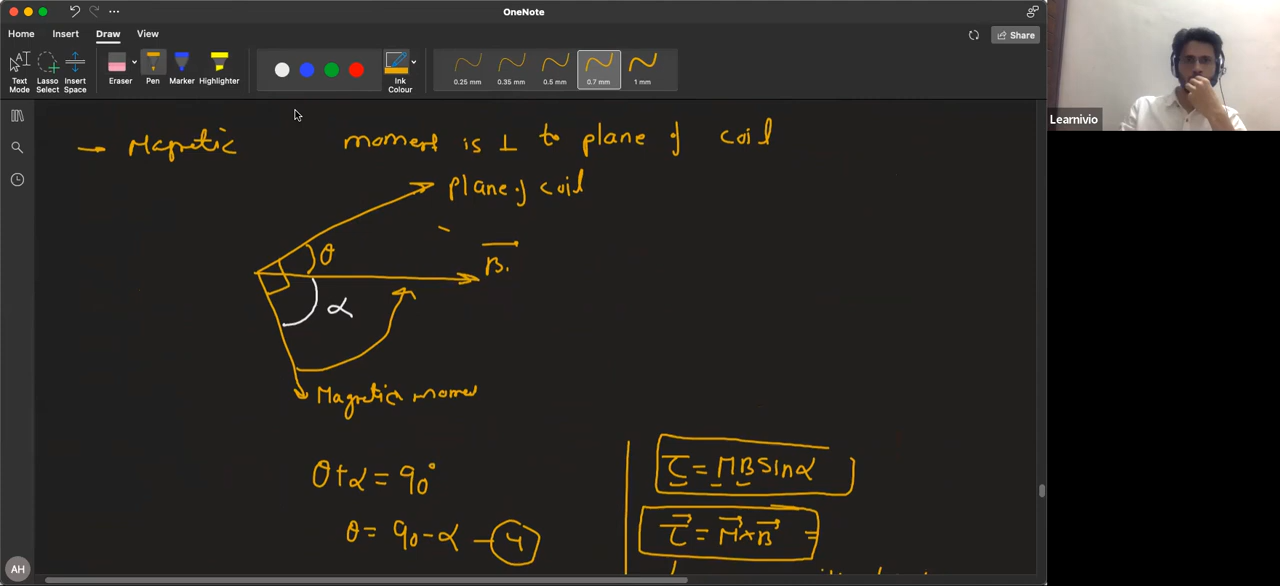 OneNote
Home Insert Draw View
Share
Text Mode
Lasso Select
Insert Space
Eraser
Pen
Marker
Highlighter
Ink Colour
0.25 mm
0.35 mm
0.5 mm
0.7 mm
1 mm
Learnivio
→ Magnetic moment is ⊥ to plane of coil
plane of coil
θ
B.
α
Magnetic momen
θ+α = 90°
θ = 90-α — 4
τ = MBsinα
τ = M×B =
AH